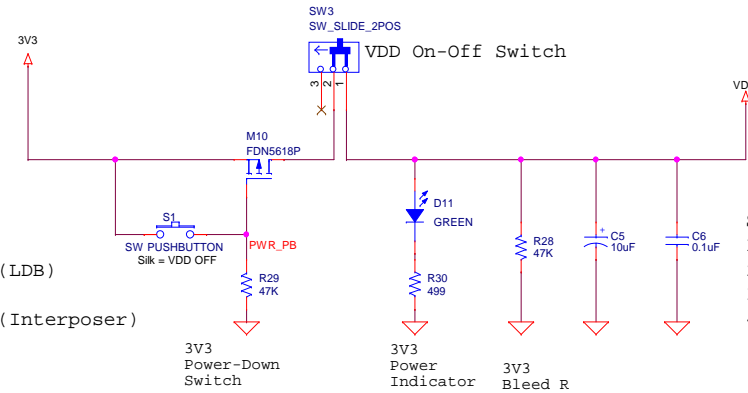 SW3
SW_SLIDE_2POS
3V3
VDD On-Off Switch
3
2
1
VD
M10
FDN5618P
D11
GREEN
S1
SW PUSHBUTTON
Silk = VDD OFF
PWR_PB
R28
47K
+
C5
10uF
C6
0.1uF
(LDB)
R29
47K
R30
499
(Interposer)
3V3
Power-Down
Switch
3V3
Power
Indicator
3V3
Bleed R